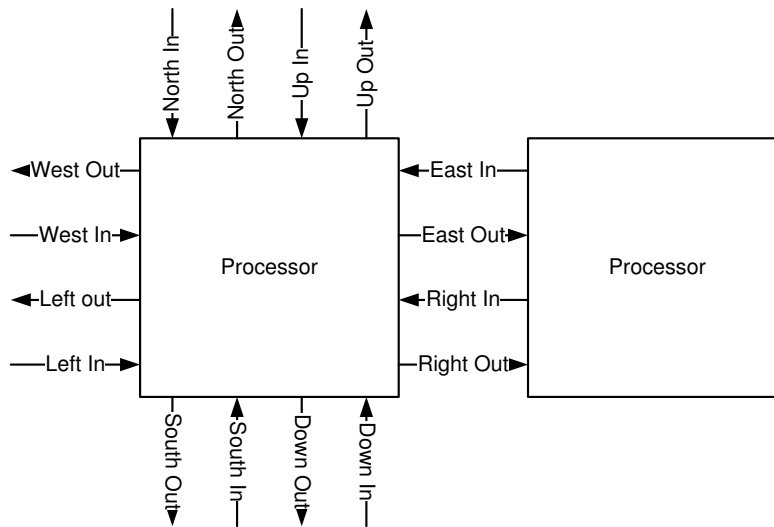 North In
North Out
Up In
Up Out
West Out
East In
West In
East Out
Processor
Processor
Left out
Right In
Left In
Right Out
South Out
South In
Down Out
Down In